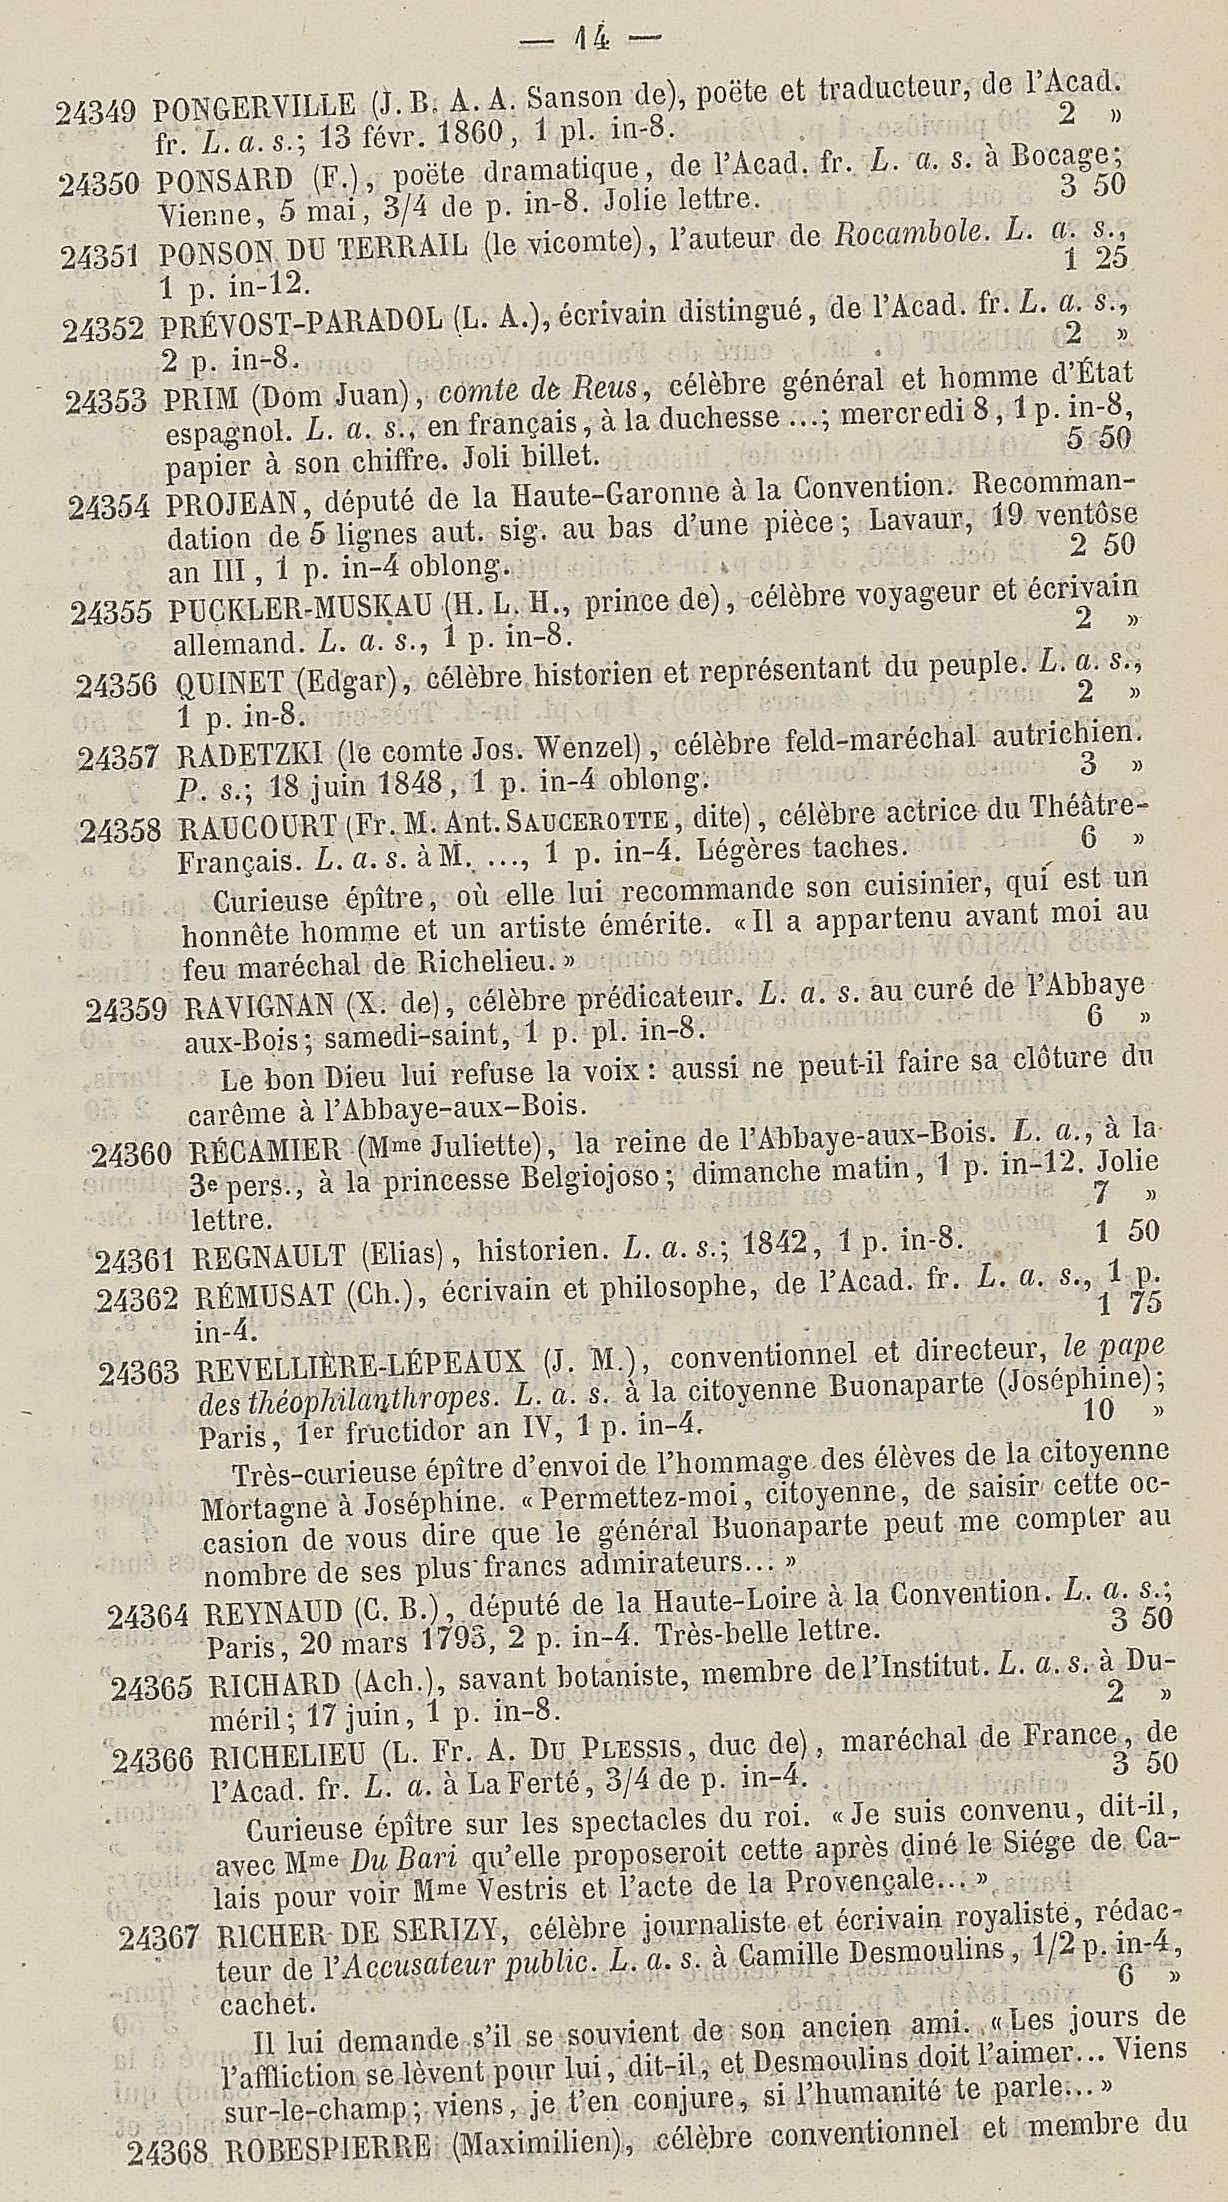 — 14 —
24349 PONGERVILLE (J. B. A. A. Sanson de), poëte et traducteur, de l'Acad.
fr. L. a. s.; 13 févr. 1860, 1 pl. in-8. 2 »
24350 PONSARD (F.), poëte dramatique, de l'Acad. fr. L. a. s. à Bocage;
Vienne, 5 mai, 3/4 de p. in-8. Jolie lettre. 3 50
24351 PONSON DU TERRAIL (le vicomte), l'auteur de Rocambole. L. a. s.,
1 p. in-12. 1 25
24352 PRÉVOST-PARADOL (L. A.), écrivain distingué, de l'Acad. fr. L. a. s.,
2 p. in-8. 2 »
24353 PRIM (Dom Juan), comte de Reus, célèbre général et homme d'État
espagnol. L. a. s., en français, à la duchesse ...; mercredi 8, 1 p. in-8,
papier à son chiffre. Joli billet. 5 50
24354 PROJEAN, député de la Haute-Garonne à la Convention. Recomman-
dation de 5 lignes aut. sig. au bas d'une pièce; Lavaur, 19 ventôse
an III, 1 p. in-4 oblong. 2 50
24355 PUCKLER-MUSKAU (H. L. H., prince de), célèbre voyageur et écrivain
allemand. L. a. s., 1 p. in-8. 2 »
24356 QUINET (Edgar), célèbre historien et représentant du peuple. L. a. s.,
1 p. in-8. 2 »
24357 RADETZKI (le comte Jos. Wenzel), célèbre feld-maréchal autrichien.
P. s.; 18 juin 1848, 1 p. in-4 oblong. 3 »
24358 RAUCOURT (Fr. M. Ant. SAUCEROTTE, dite), célèbre actrice du Théâtre-
Français. L. a. s. à M. ..., 1 p. in-4. Légères taches. 6 »
Curieuse épître, où elle lui recommande son cuisinier, qui est un
honnête homme et un artiste émérite. « Il a appartenu avant moi au
feu maréchal de Richelieu. »
24359 RAVIGNAN (X. de), célèbre prédicateur. L. a. s. au curé de l'Abbaye
aux-Bois; samedi-saint, 1 p. pl. in-8. 6 »
Le bon Dieu lui refuse la voix : aussi ne peut-il faire sa clôture du
carême à l'Abbaye-aux-Bois.
24360 RÉCAMIER (Mme Juliette), la reine de l'Abbaye-aux-Bois. L. a., à la
3e pers., à la princesse Belgiojoso; dimanche matin, 1 p. in-12. Jolie
lettre. 7 »
24361 REGNAULT (Elias), historien. L. a. s.; 1842, 1 p. in-8. 1 50
24362 RÉMUSAT (Ch.), écrivain et philosophe, de l'Acad. fr. L. a. s., 1 p.
in-4. 1 75
24363 REVELLIÈRE-LÉPEAUX (J. M.), conventionnel et directeur, le pape
des théophilanthropes. L. a. s. à la citoyenne Buonaparte (Joséphine);
Paris, 1er fructidor an IV, 1 p. in-4. 10 »
Très-curieuse épître d'envoi de l'hommage des élèves de la citoyenne
Mortagne à Joséphine. « Permettez-moi, citoyenne, de saisir cette oc-
casion de vous dire que le général Buonaparte peut me compter au
nombre de ses plus francs admirateurs... »
24364 REYNAUD (C. B.), député de la Haute-Loire à la Convention. L. a. s.;
Paris, 20 mars 1793, 2 p. in-4. Très-belle lettre. 3 50
24365 RICHARD (Ach.), savant botaniste, membre de l'Institut. L. a. s. à Du-
méril; 17 juin, 1 p. in-8. 2 »
24366 RICHELIEU (L. Fr. A. DU PLESSIS, duc de), maréchal de France, de
l'Acad. fr. L. a. à La Ferté, 3/4 de p. in-4. 3 50
Curieuse épître sur les spectacles du roi. « Je suis convenu, dit-il,
avec Mme Du Bari qu'elle proposeroit cette après diné le Siége de Ca-
lais pour voir Mme Vestris et l'acte de la Provençale... »
24367 RICHER DE SERIZY, célèbre journaliste et écrivain royaliste, rédac-
teur de l'Accusateur public. L. a. s. à Camille Desmoulins, 1/2 p. in-4,
cachet. 6 »
Il lui demande s'il se souvient de son ancien ami. « Les jours de
l'affliction se lèvent pour lui, dit-il, et Desmoulins doit l'aimer... Viens
sur-le-champ; viens, je t'en conjure, si l'humanité te parle... »
24368 ROBESPIERRE (Maximilien), célèbre conventionnel et membre du